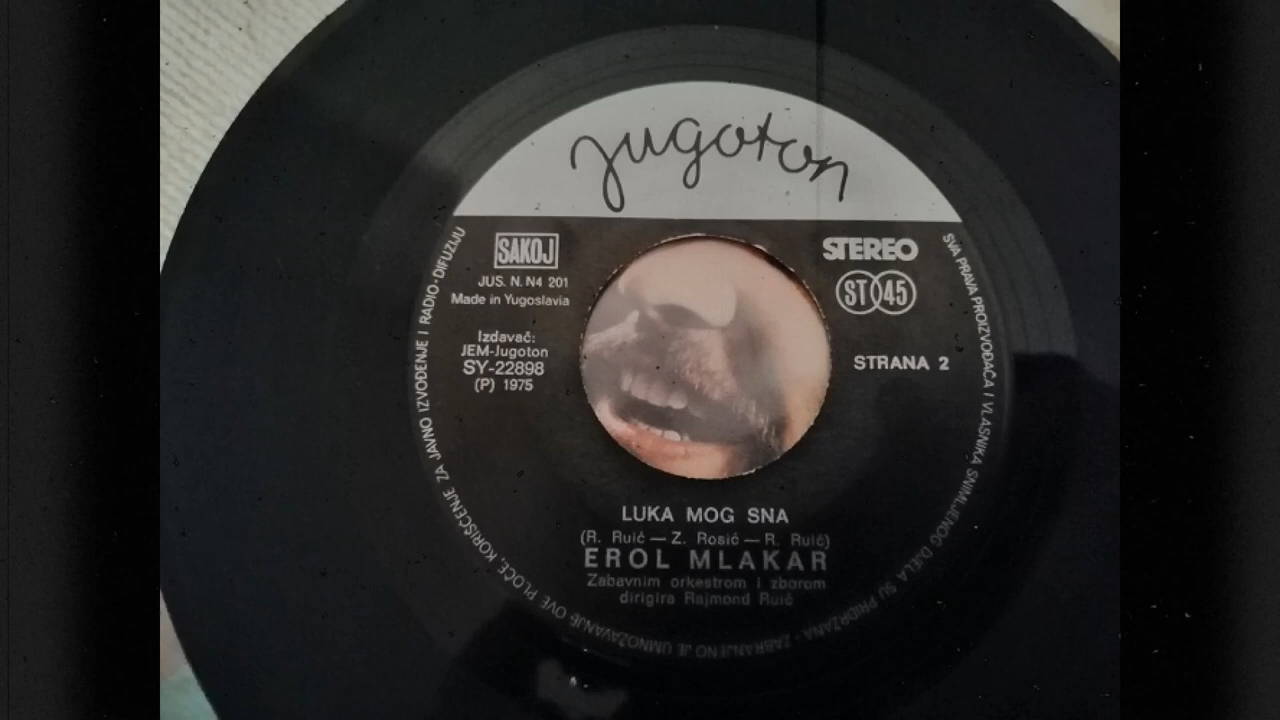 jugoton
SAKOJ
JUS. N. N4 201
Made in Yugoslavia
Izdavač:
JEM-Jugoton
SY-22898
(P) 1975
STEREO
ST 45
STRANA 2
LUKA MOG SNA
(R. Ruić — Z. Rosić — R. Ruić)
EROL MLAKAR
Zabavnim orkestrom i zborom
dirigira Rajmond Ruić
SVA PRAVA PROIZVOĐAČA I VLASNIKA SNIMLJENOG DJELA SU PRIDRŽANA - ZABRANJENO JE UMNOŽAVANJE OVE PLOČE, KORIŠĆENJE ZA JAVNO IZVOĐENJE I RADIO-DIFUZIJU